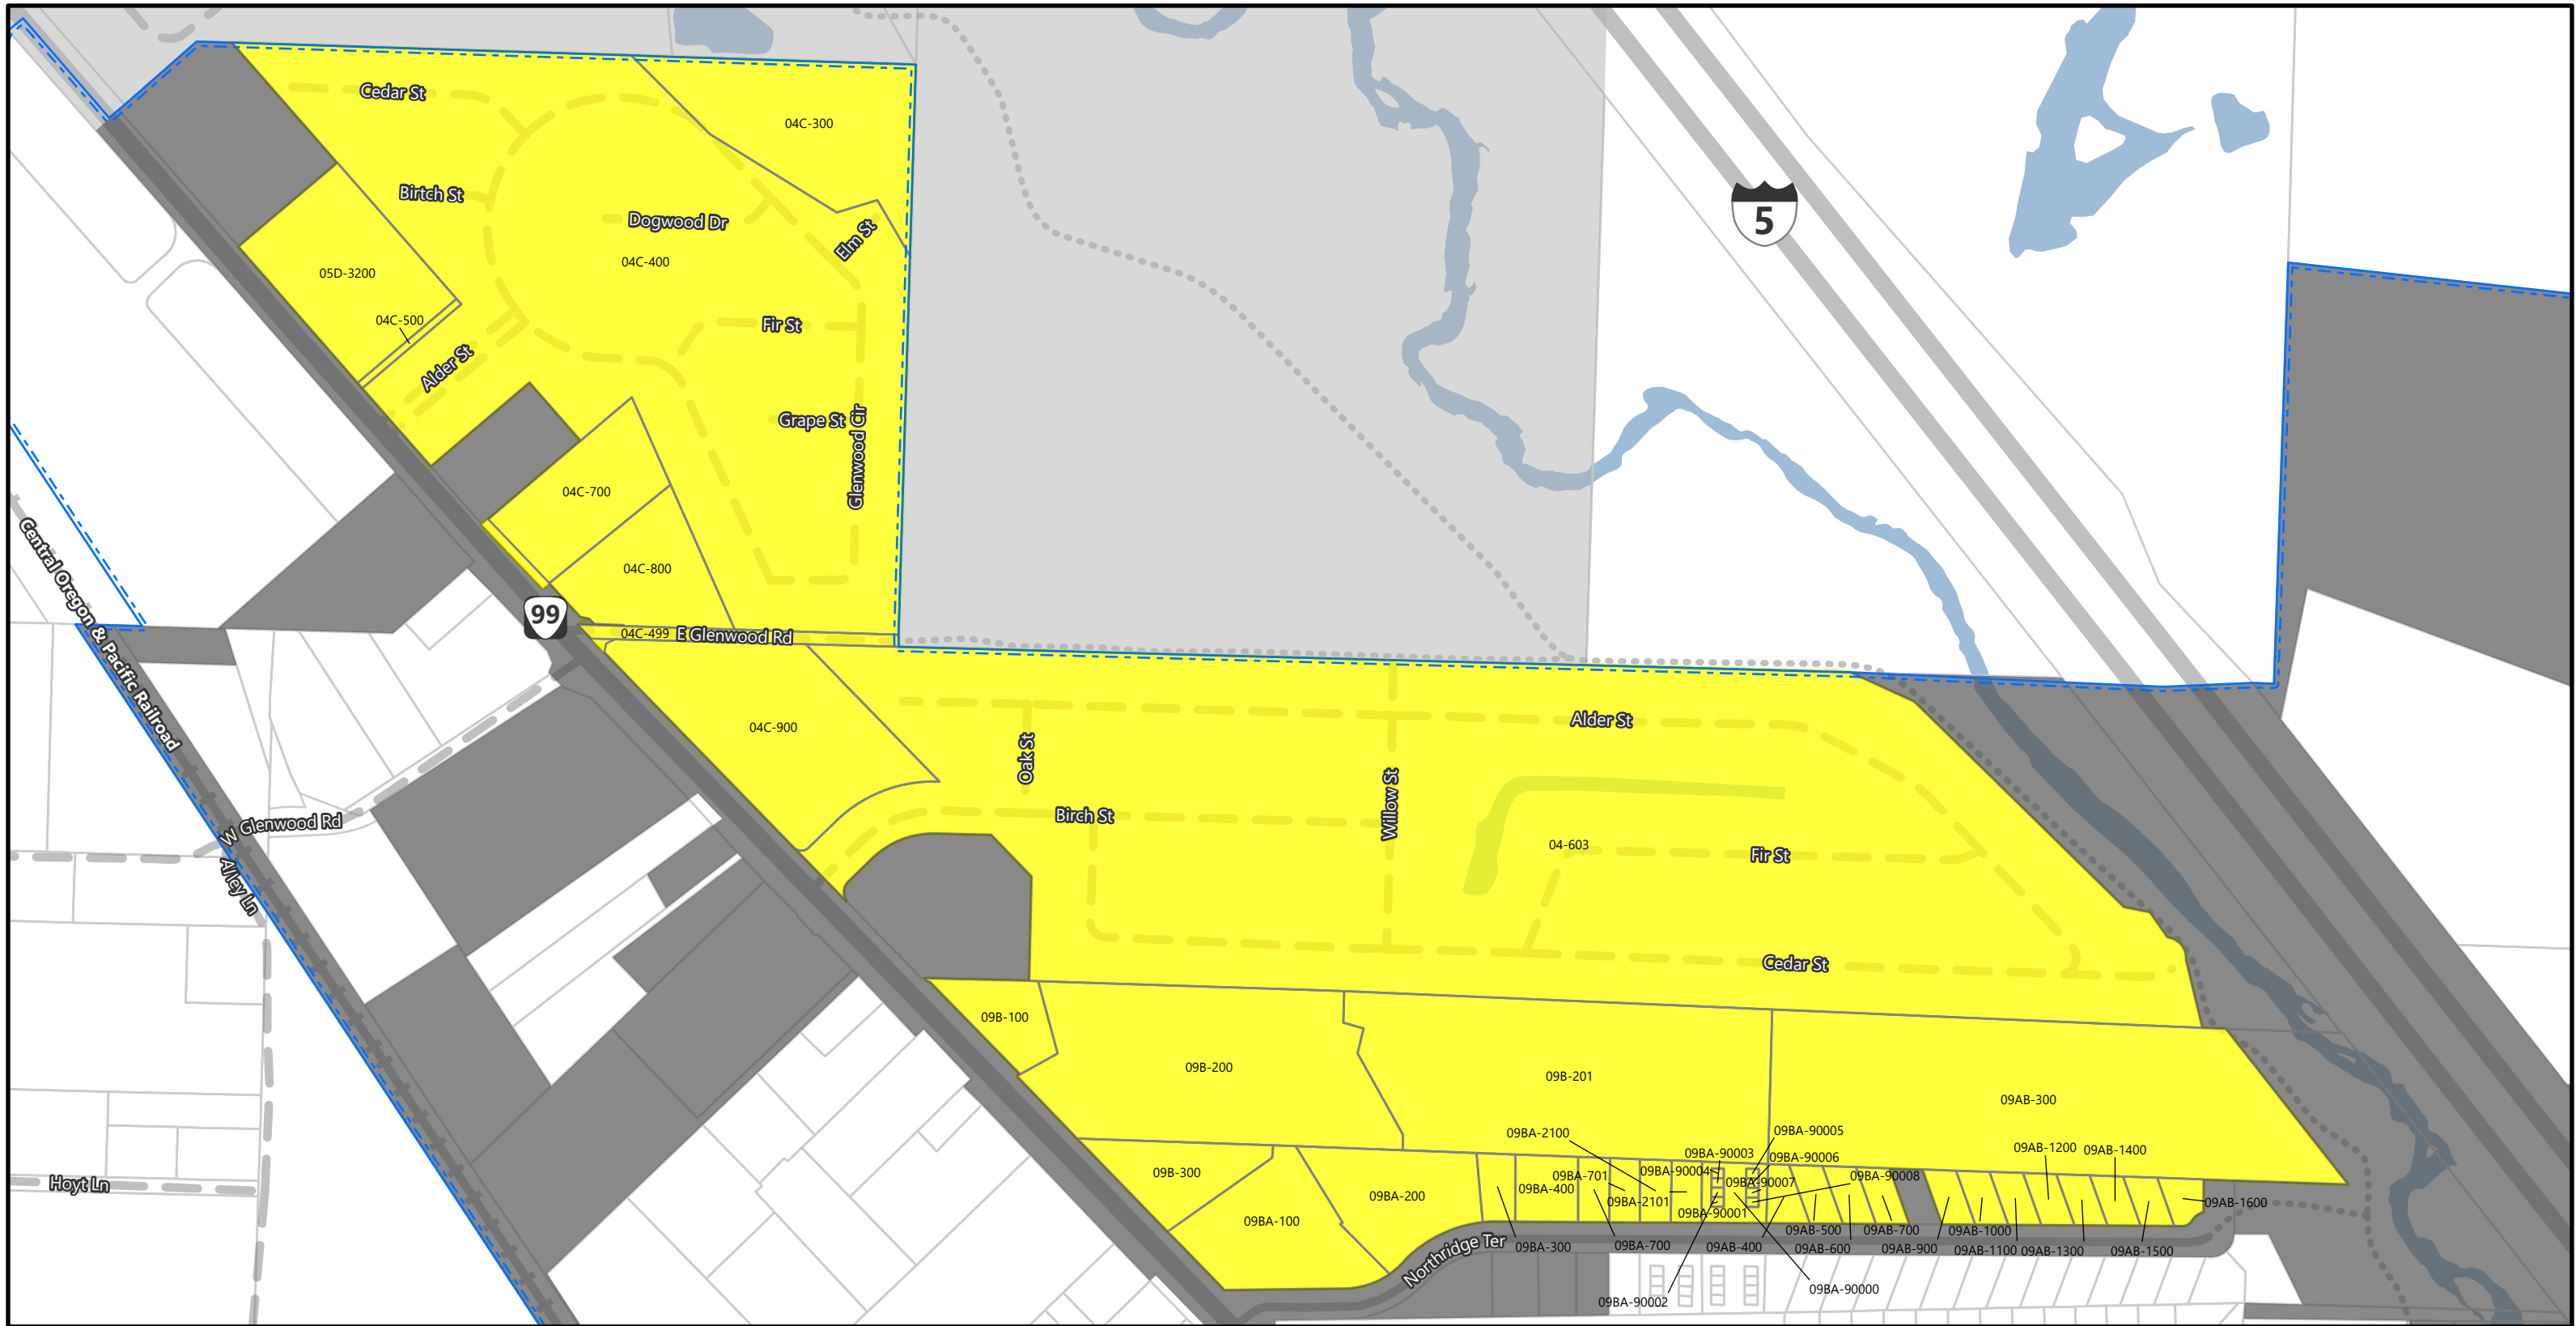 Cedar St
04C-300
Birtch St
Dogwood Dr
5
Elm St
04C-400
05D-3200
04C-500
Fir St
Alder St
Grape St
Glenwood Cir
04C-700
Central Oregon & Pacific Railroad
04C-800
99
04C-499
E Glenwood Rd
04C-900
Alder St
Oak St
Willow St
Birch St
W Glenwood Rd
04-603
Fir St
Alley Ln
Cedar St
09B-100
09B-200
09B-201
09AB-300
09BA-2100
09BA-90005
09BA-90003
09BA-90006
09AB-1200
09AB-1400
09B-300
09BA-701
09BA-90004
09BA-90007
09BA-90008
Hoyt Ln
09BA-200
09BA-400
09BA-2101
09AB-1600
09BA-100
09BA-90001
09AB-500
09AB-700
09AB-1000
Northridge Ter
09BA-300
09BA-700
09AB-400
09AB-600
09AB-900
09AB-1100
09AB-1300
09AB-1500
09BA-90002
09BA-90000